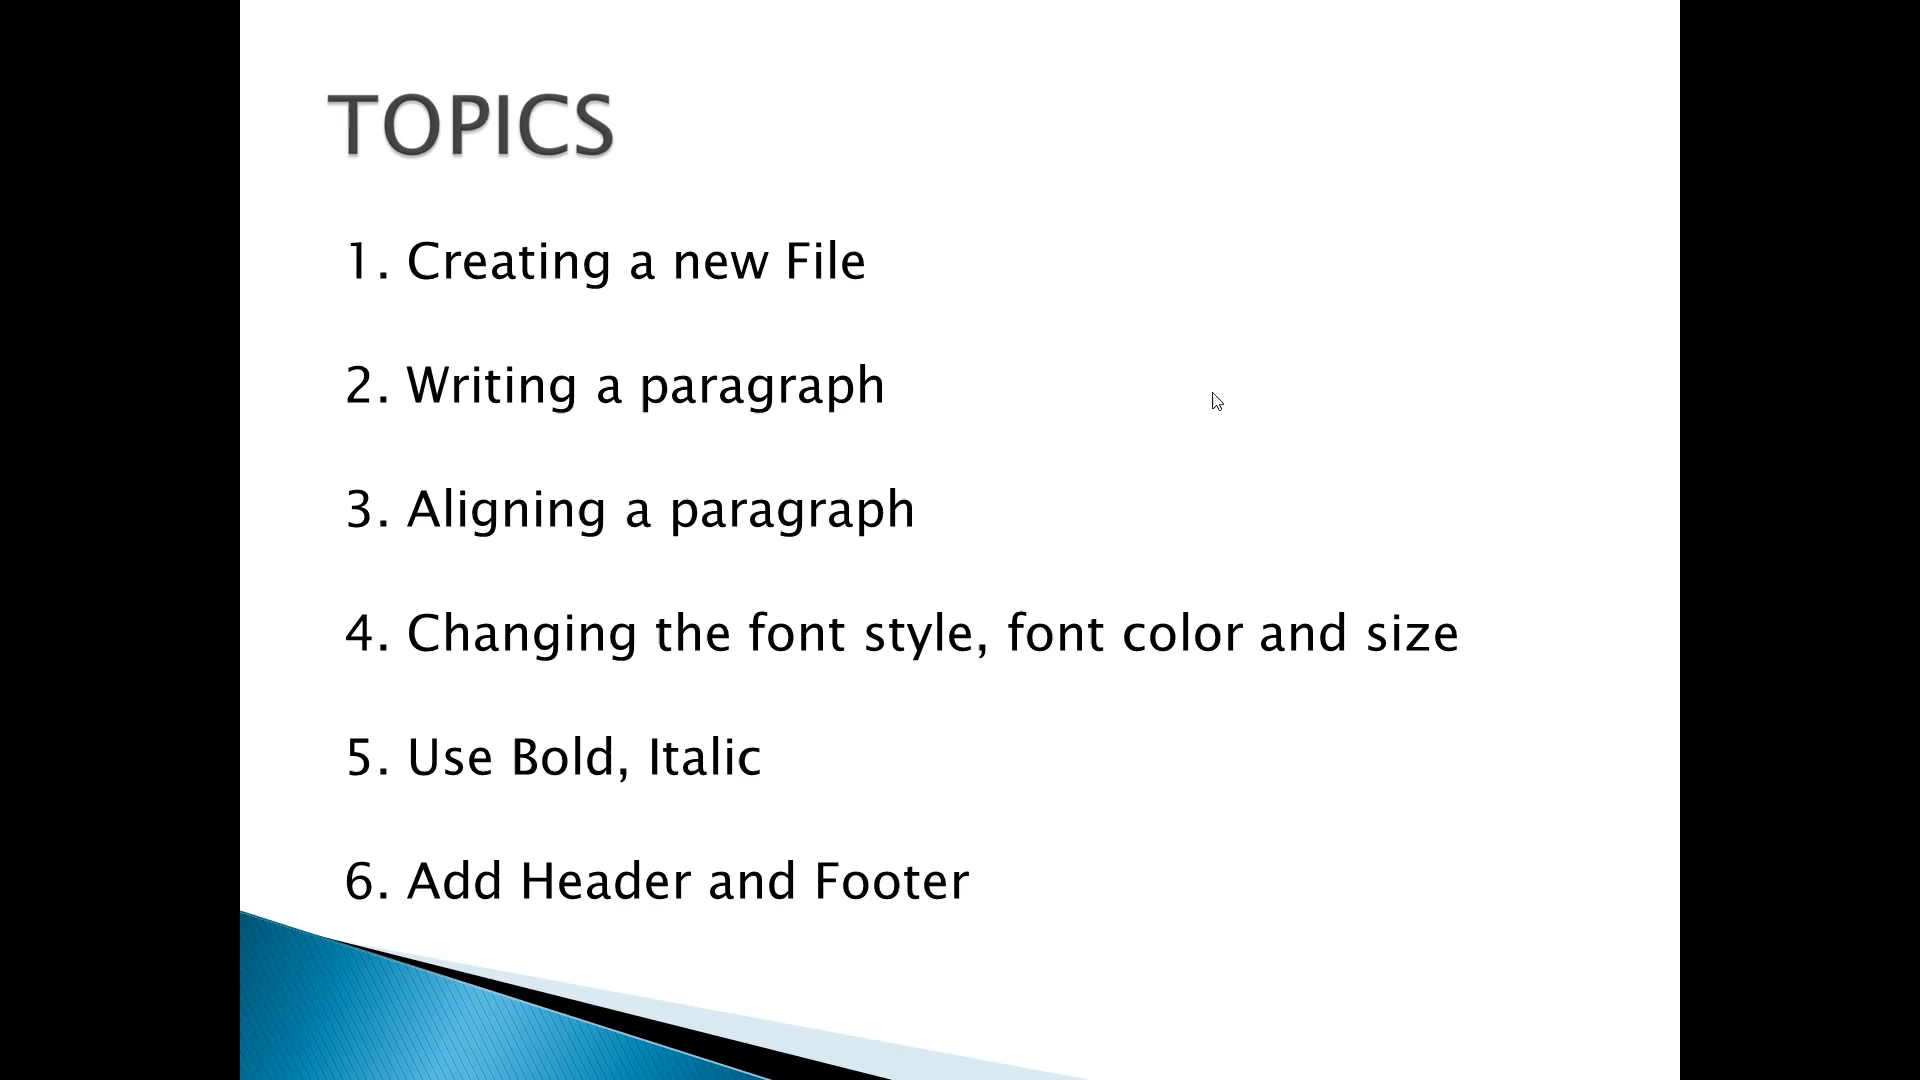 TOPICS
1. Creating a new File
2. Writing a paragraph
3. Aligning a paragraph
4. Changing the font style, font color and size
5. Use Bold, Italic
6. Add Header and Footer